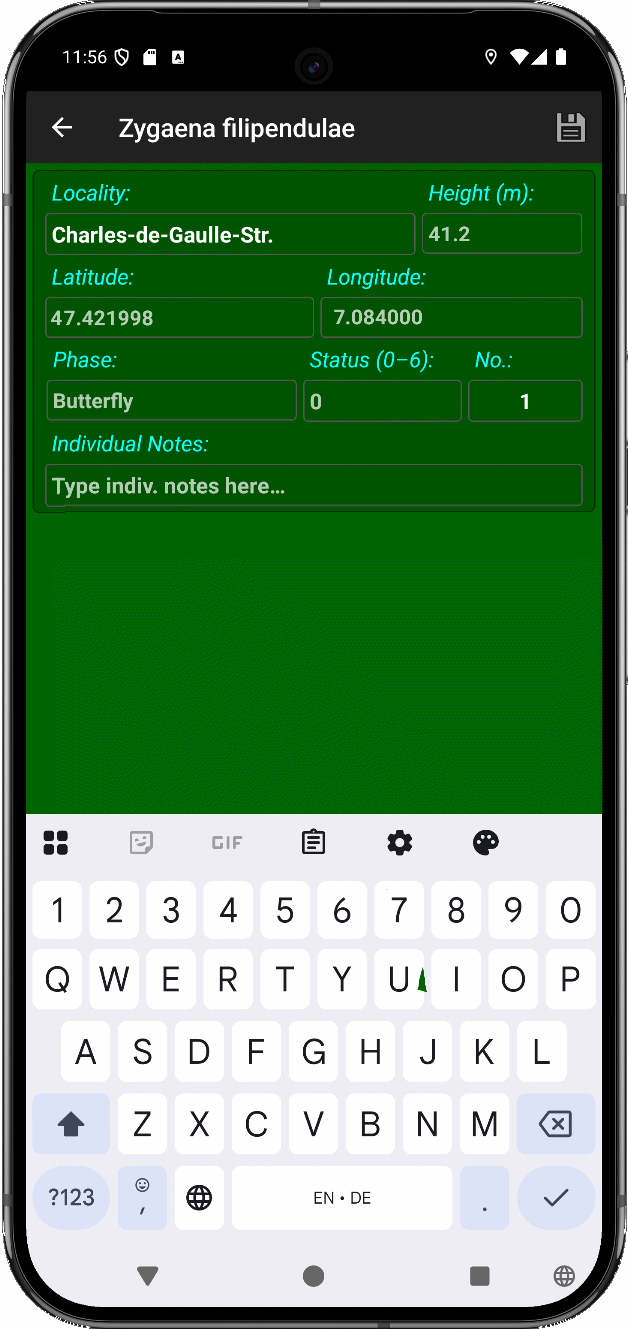 11:56
Zygaena filipendulae
Locality: Height (m):
Charles-de-Gaulle-Str. 41.2
Latitude: Longitude:
47.421998 7.084000
Phase: Status (0–6): No.:
Butterfly 0 1
Individual Notes:
Type indiv. notes here…
GIF
1 2 3 4 5 6 7 8 9 0
Q W E R T Y U I O P
A S D F G H J K L
Z X C V B N M
?123 , EN • DE .